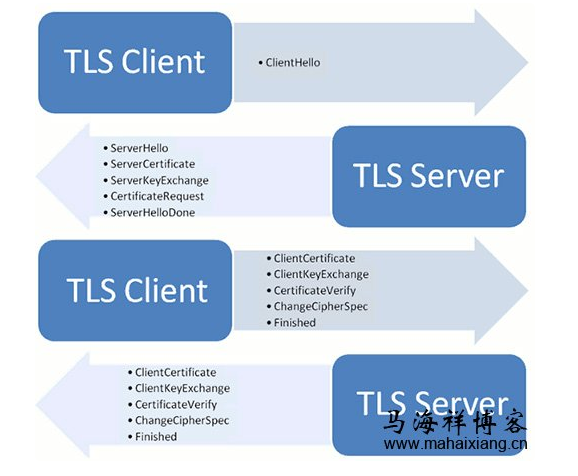 TLS Client
• ClientHello
• ServerHello
• ServerCertificate
• ServerKeyExchange
• CertificateRequest
• ServerHelloDone
TLS Server
TLS Client
• ClientCertificate
• ClientKeyExchange
• CertificateVerify
• ChangeCipherSpec
• Finished
• ClientCertificate
• ClientKeyExchange
• CertificateVerify
• ChangeCipherSpec
• Finished
TLS Server
马海祥博客
www.mahaixiang.cn